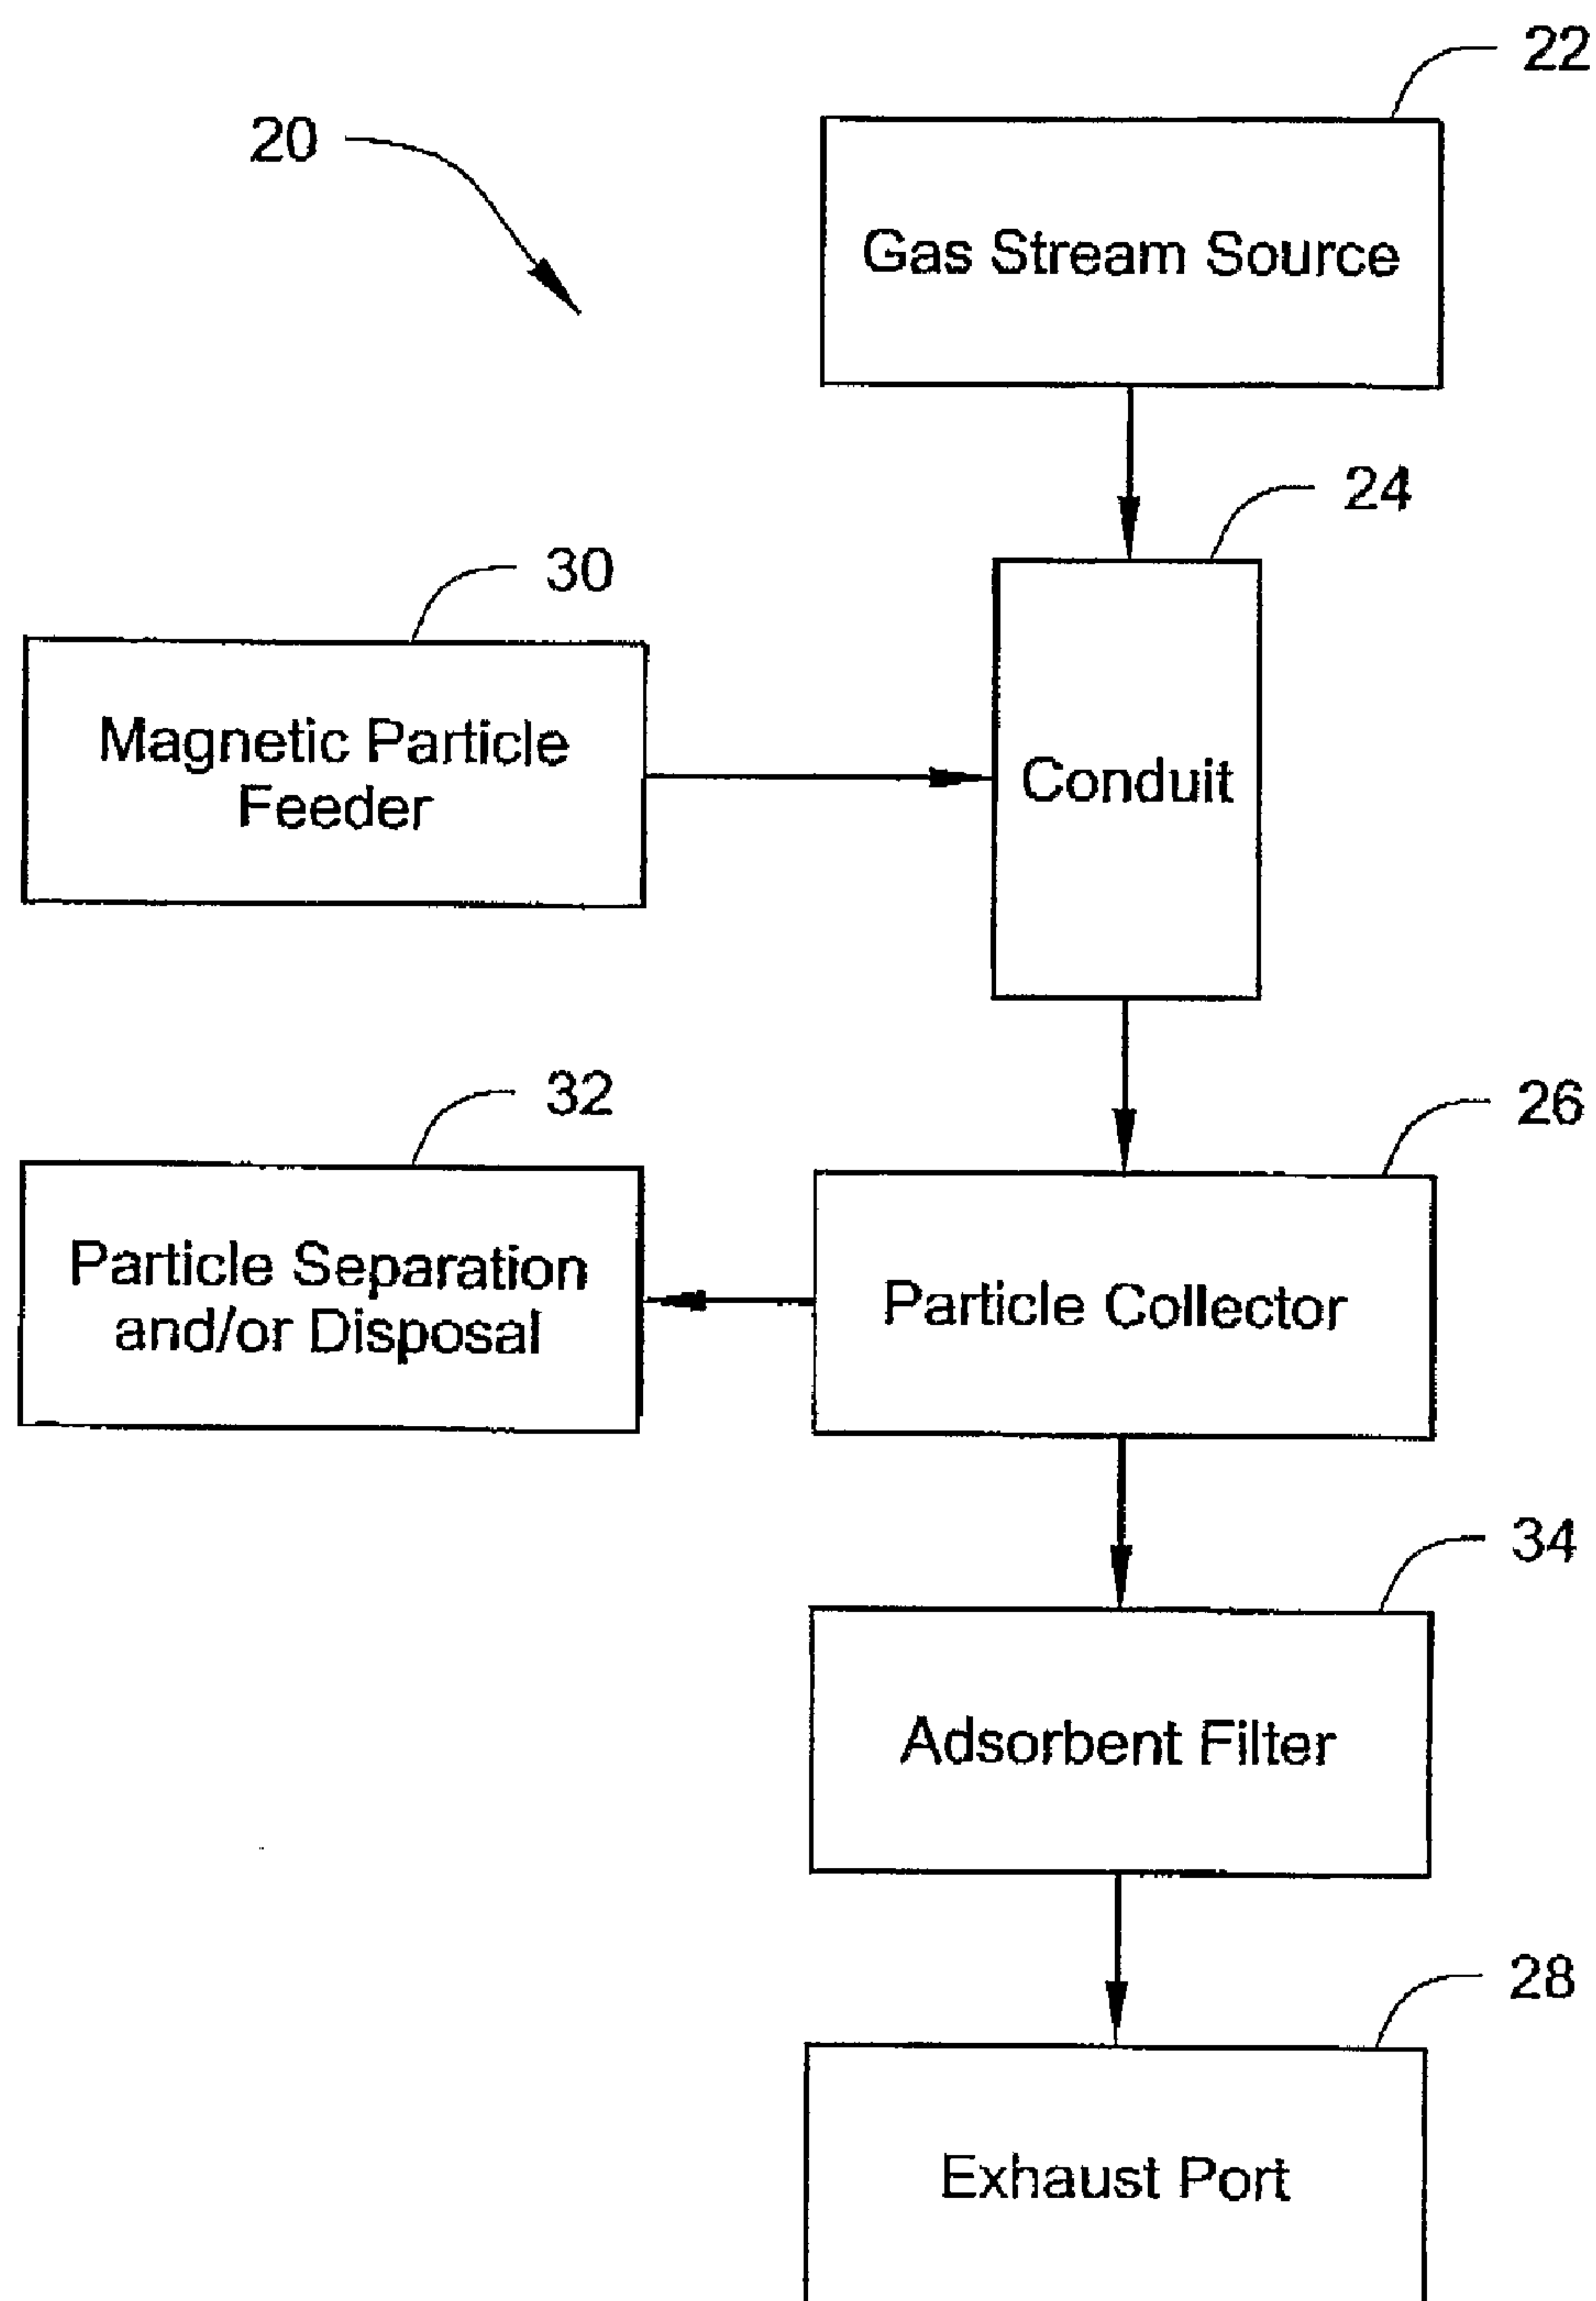 22
20
Gas Stream Source
24
30
Magnetic Particle
Feeder
Conduit
32
26
Particle Separation
and/or Disposal
Particle Collector
34
Adsorbent Filter
28
Exhaust Port